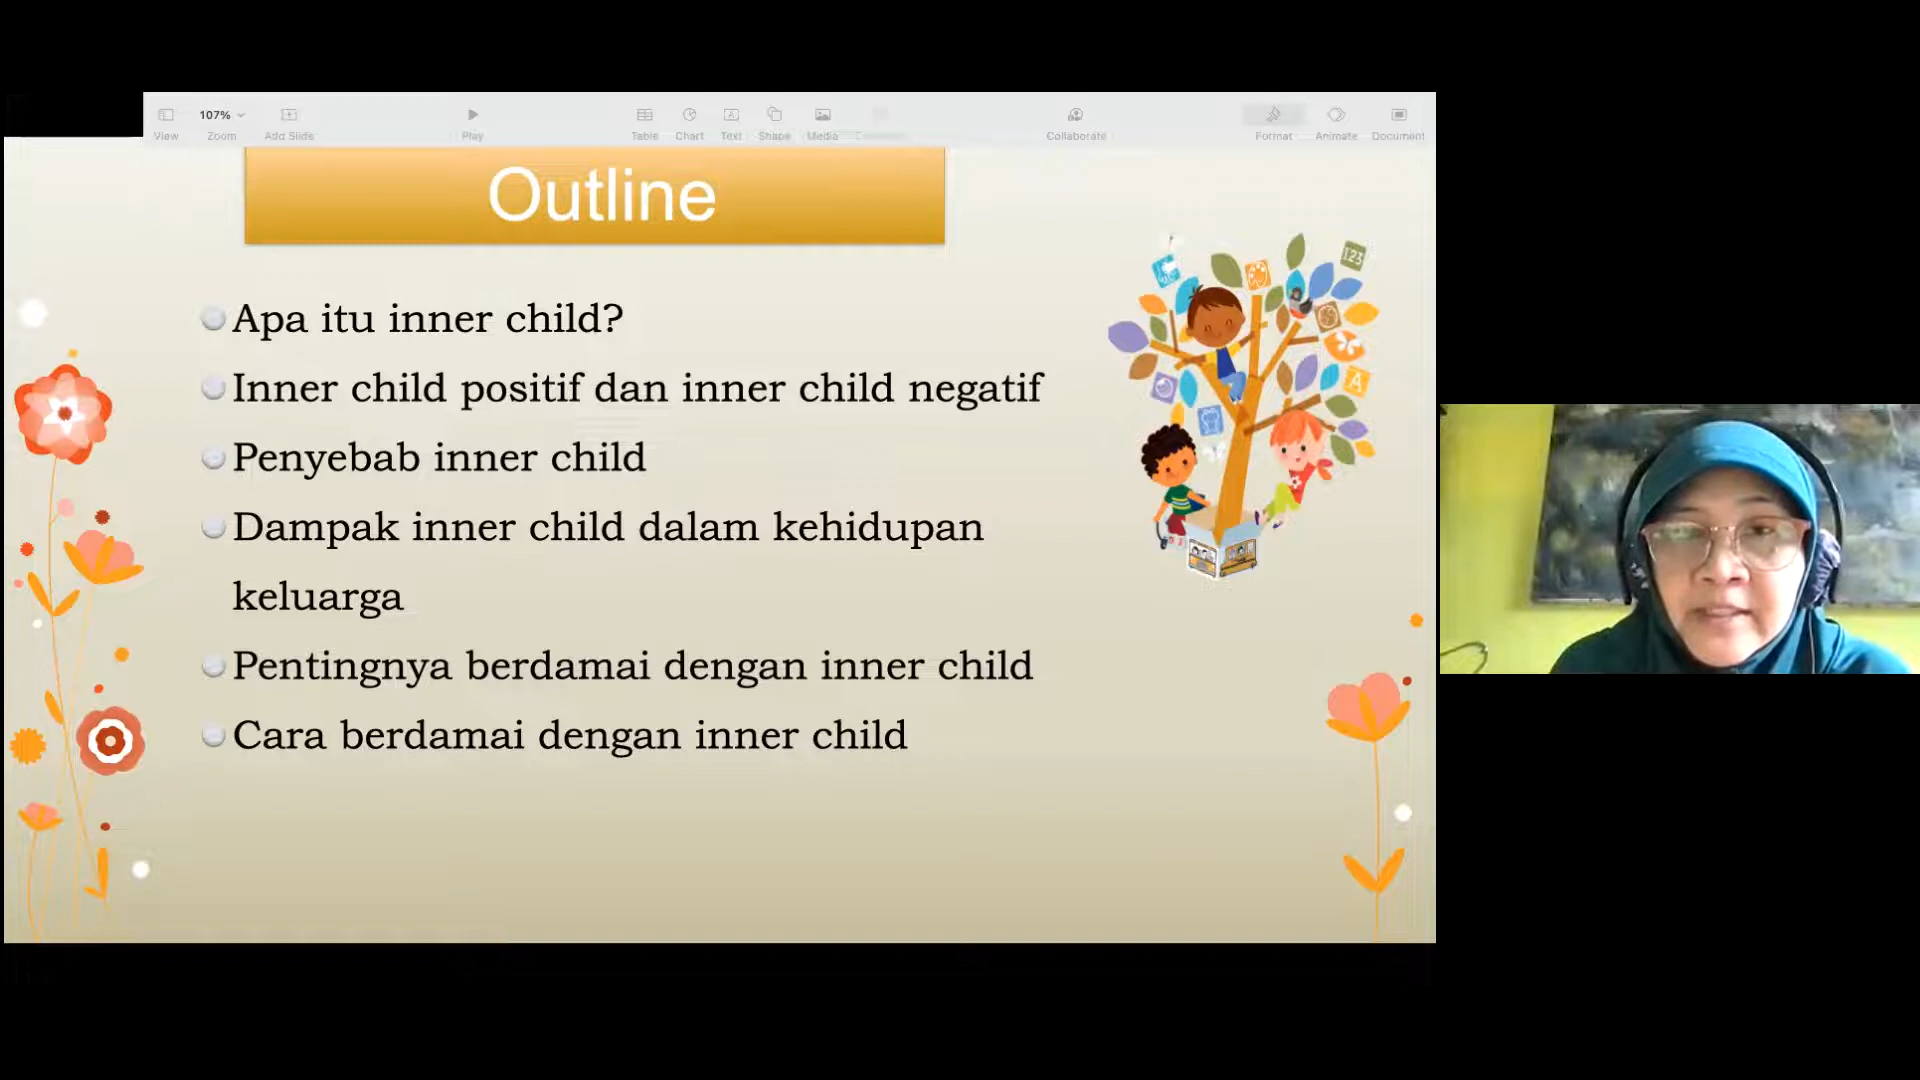 107%
View Zoom Add Slide Play Table Chart Text Shape Media Collaborate Format Animate Document
Outline
Apa itu inner child?
Inner child positif dan inner child negatif
Penyebab inner child
Dampak inner child dalam kehidupan
keluarga
Pentingnya berdamai dengan inner child
Cara berdamai dengan inner child
123
A